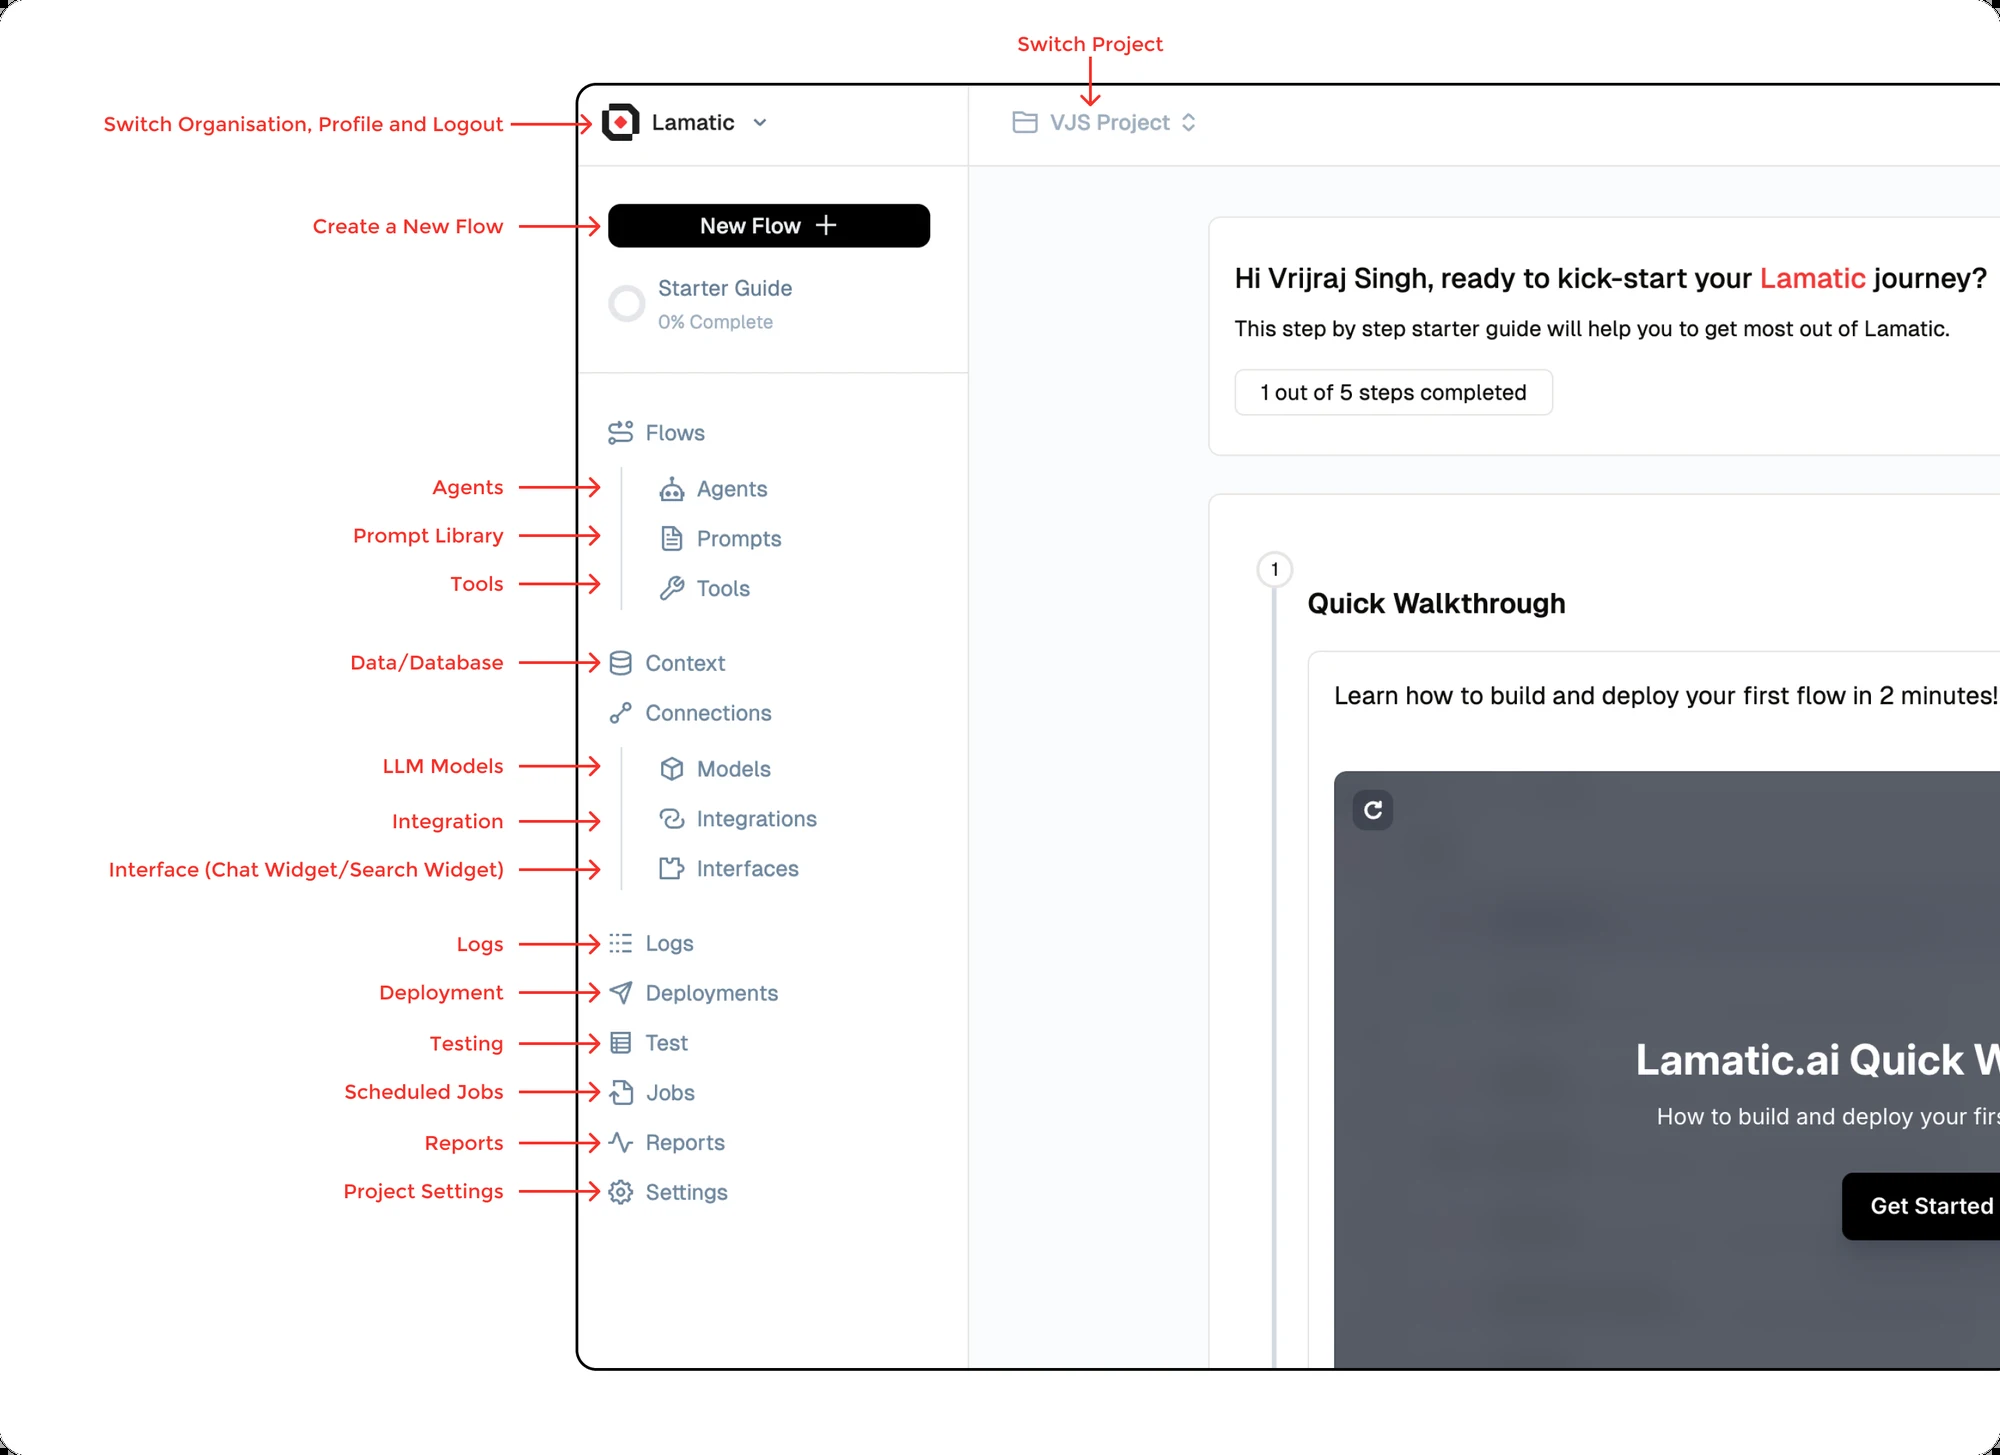 Switch Project
Switch Organisation, Profile and Logout
Lamatic
VJS Project
Create a New Flow
New Flow
Starter Guide
0% Complete
Hi Vrijraj Singh, ready to kick-start your Lamatic journey?
This step by step starter guide will help you to get most out of Lamatic.
1 out of 5 steps completed
Flows
Agents
Agents
Prompt Library
Prompts
Tools
Tools
Data/Database
Context
Connections
LLM Models
Models
Integration
Integrations
Interface (Chat Widget/Search Widget)
Interfaces
Logs
Logs
Deployment
Deployments
Testing
Test
Scheduled Jobs
Jobs
Reports
Reports
Project Settings
Settings
1
Quick Walkthrough
Learn how to build and deploy your first flow in 2 minutes!
Lamatic.ai Quick
How to build and deploy your
Get Started